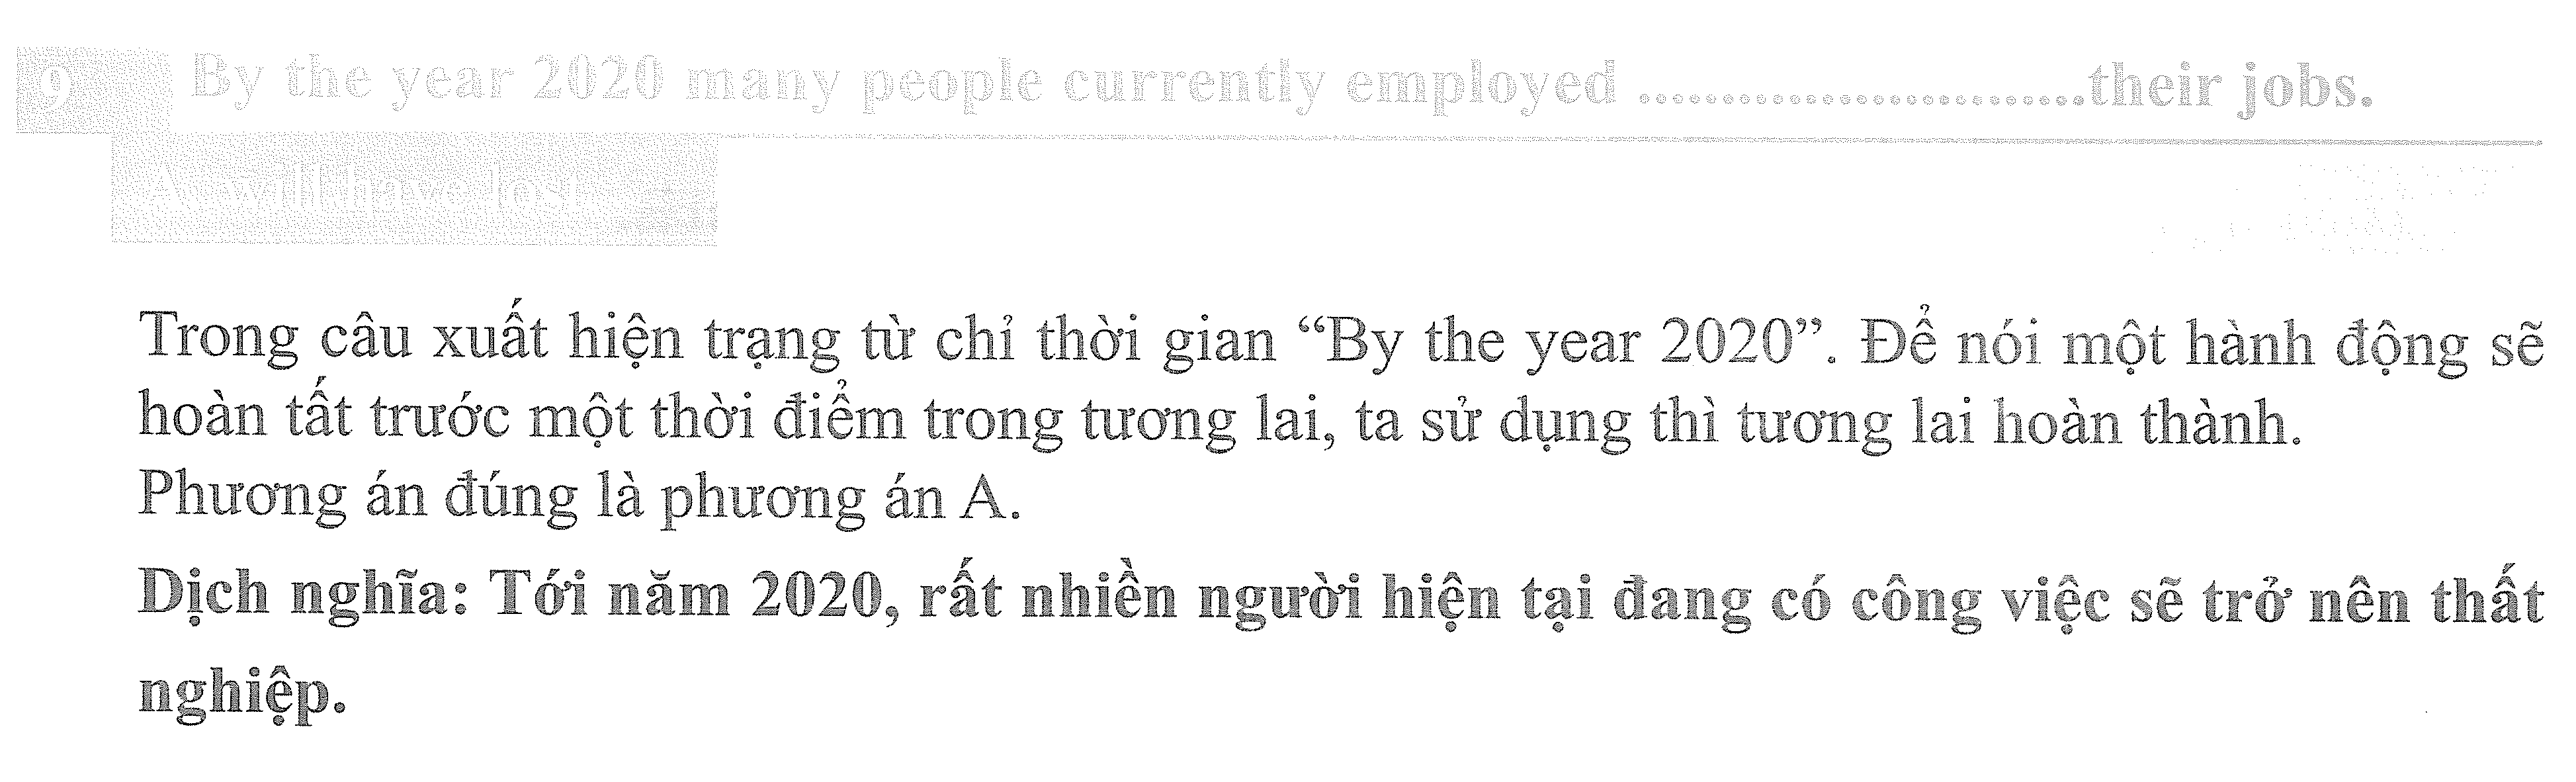 9 By the year 2020 many people currently employed ............................their jobs.
A. will have lost
Trong câu xuất hiện trạng từ chỉ thời gian “By the year 2020”. Để nói một hành động sẽ
hoàn tất trước một thời điểm trong tương lai, ta sử dụng thì tương lai hoàn thành.
Phương án đúng là phương án A.
Dịch nghĩa: Tới năm 2020, rất nhiền người hiện tại đang có công việc sẽ trở nên thất
nghiệp.